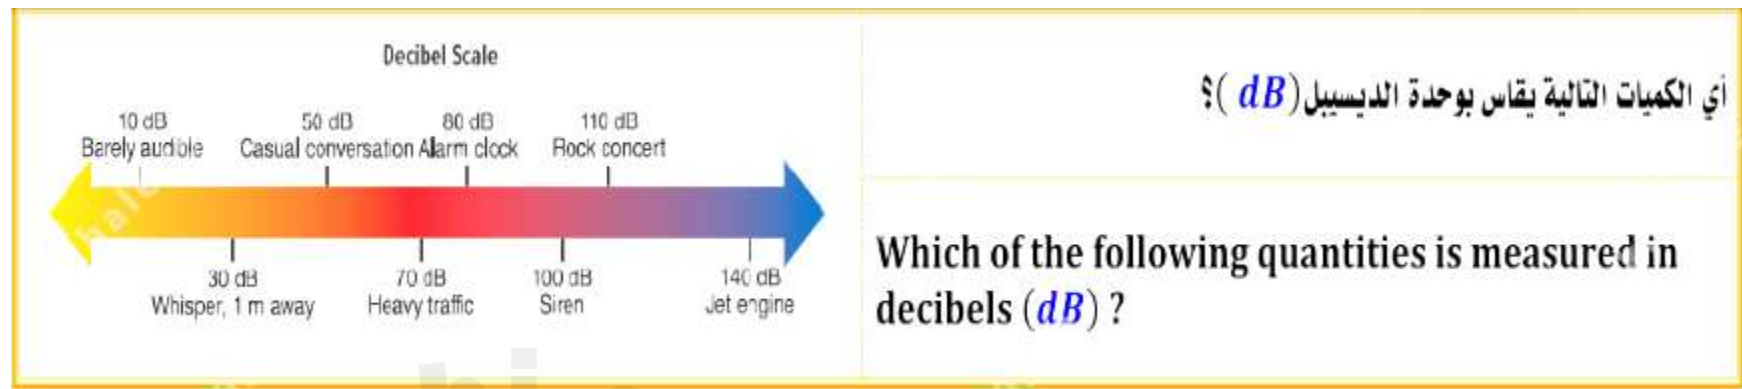 Decibel Scale
10 dB
50 dB
80 dB
110 dB
Barely audible
Casual conversation
Alarm clock
Rock concert
30 dB
70 dB
100 dB
140 dB
Whisper, 1 m away
Heavy traffic
Siren
Jet engine
أي الكميات التالية يقاس بوحدة الديسيبل (dB)؟
Which of the following quantities is measured in
decibels (dB) ?